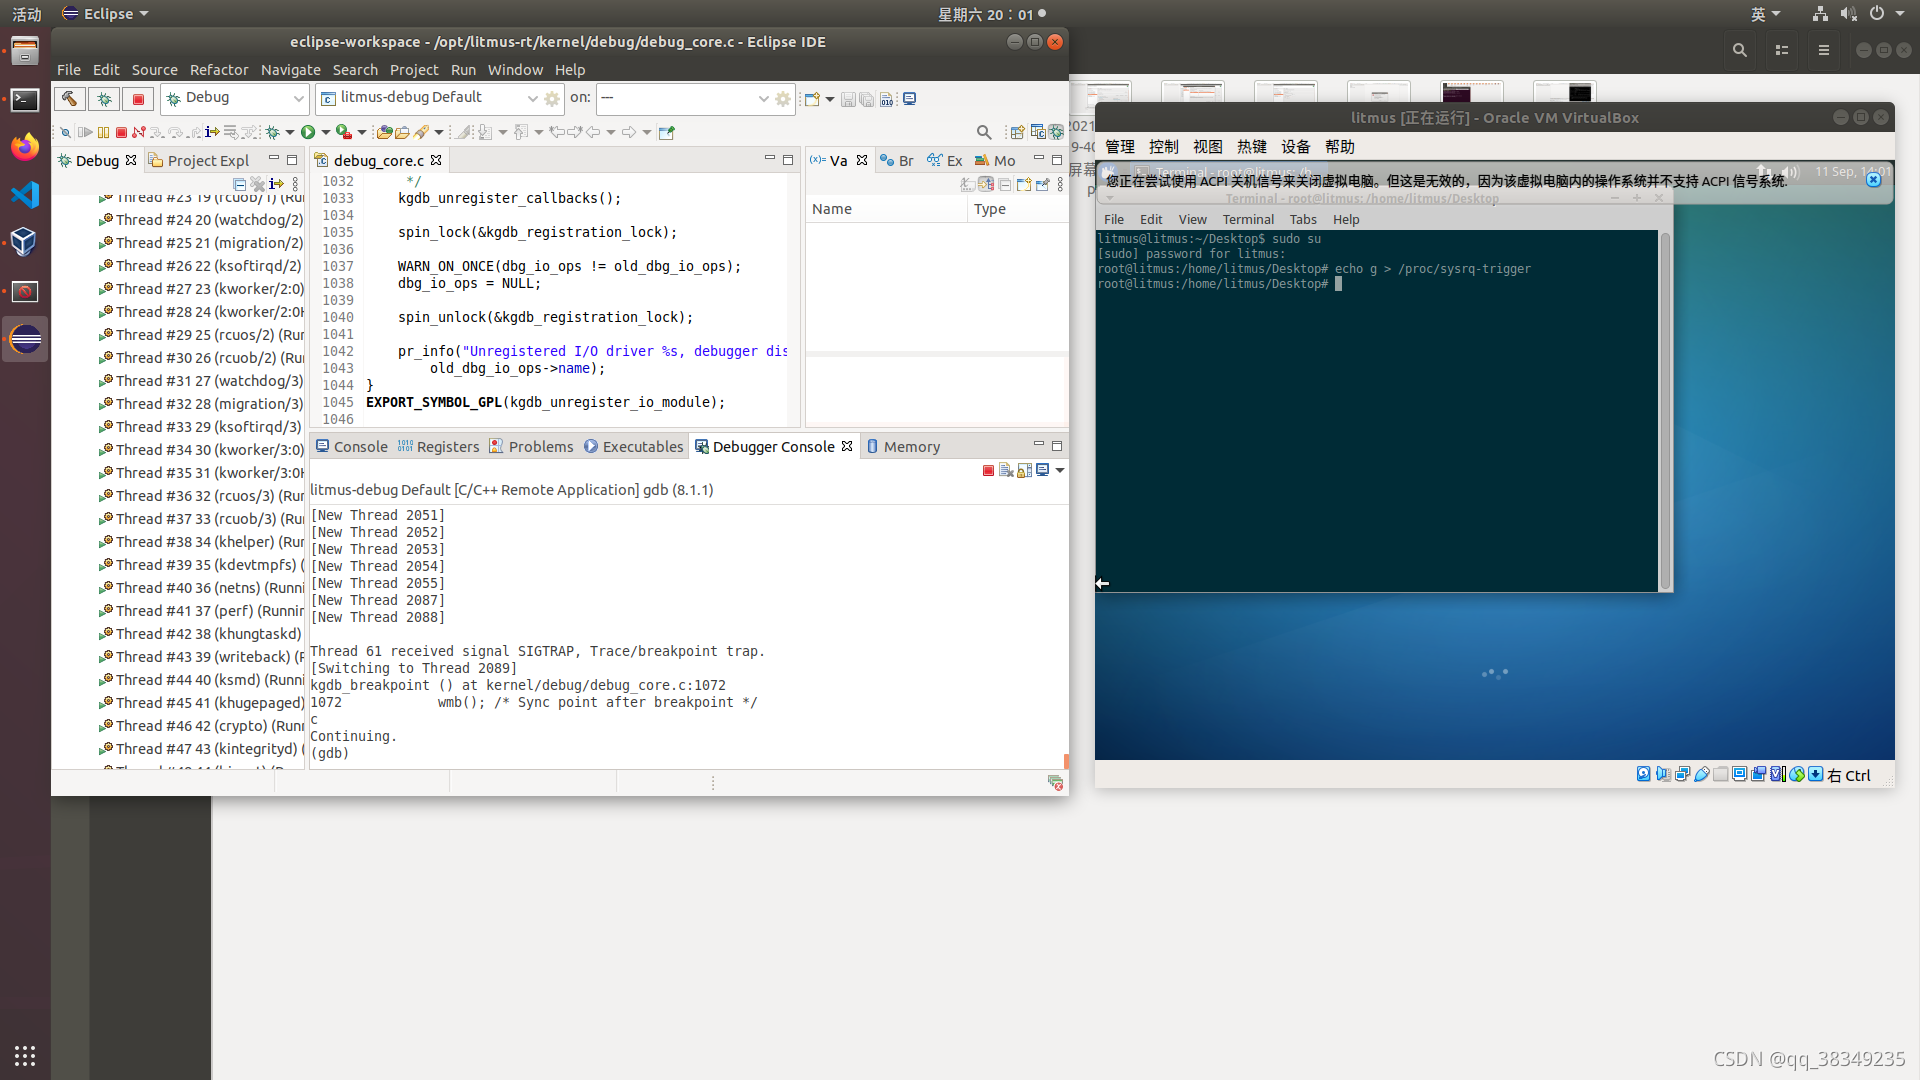 活动
Eclipse
星期六 20：01
英
eclipse-workspace - /opt/litmus-rt/kernel/debug/debug_core.c - Eclipse IDE
File Edit Source Refactor Navigate Search Project Run Window Help
Debug
litmus-debug Default
on:
---
Debug
Project Expl
debug_core.c
Va
Br
Ex
Mo
Name
Type
Thread #23 19 (rcuob/1) (Ru
Thread #24 20 (watchdog/2)
Thread #25 21 (migration/2)
Thread #26 22 (ksoftirqd/2)
Thread #27 23 (kworker/2:0)
Thread #28 24 (kworker/2:0H
Thread #29 25 (rcuos/2) (Run
Thread #30 26 (rcuob/2) (Ru
Thread #31 27 (watchdog/3)
Thread #32 28 (migration/3)
Thread #33 29 (ksoftirqd/3)
Thread #34 30 (kworker/3:0)
Thread #35 31 (kworker/3:0H
Thread #36 32 (rcuos/3) (Run
Thread #37 33 (rcuob/3) (Ru
Thread #38 34 (khelper) (Run
Thread #39 35 (kdevtmpfs) (
Thread #40 36 (netns) (Runni
Thread #41 37 (perf) (Runnin
Thread #42 38 (khungtaskd)
Thread #43 39 (writeback) (R
Thread #44 40 (ksmd) (Runni
Thread #45 41 (khugepaged)
Thread #46 42 (crypto) (Runn
Thread #47 43 (kintegrityd) (
1032 */
1033 kgdb_unregister_callbacks();
1034
1035 spin_lock(&kgdb_registration_lock);
1036
1037 WARN_ON_ONCE(dbg_io_ops != old_dbg_io_ops);
1038 dbg_io_ops = NULL;
1039
1040 spin_unlock(&kgdb_registration_lock);
1041
1042 pr_info("Unregistered I/O driver %s, debugger dis
1043 old_dbg_io_ops->name);
1044 }
1045 EXPORT_SYMBOL_GPL(kgdb_unregister_io_module);
1046
Console Registers Problems Executables Debugger Console Memory
litmus-debug Default [C/C++ Remote Application] gdb (8.1.1)
[New Thread 2051]
[New Thread 2052]
[New Thread 2053]
[New Thread 2054]
[New Thread 2055]
[New Thread 2087]
[New Thread 2088]
Thread 61 received signal SIGTRAP, Trace/breakpoint trap.
[Switching to Thread 2089]
kgdb_breakpoint () at kernel/debug/debug_core.c:1072
1072 wmb(); /* Sync point after breakpoint */
c
Continuing.
(gdb)
2021
9-40
屏幕
p
litmus [正在运行] - Oracle VM VirtualBox
管理 控制 视图 热键 设备 帮助
11 Sep, 14:01
您正在尝试使用 ACPI 关机信号来关闭虚拟电脑。但这是无效的，因为该虚拟电脑内的操作系统并不支持 ACPI 信号系统.
Terminal - root@litmus: /home/litmus/Desktop
File Edit View Terminal Tabs Help
litmus@litmus:~/Desktop$ sudo su
[sudo] password for litmus:
root@litmus:/home/litmus/Desktop# echo g > /proc/sysrq-trigger
root@litmus:/home/litmus/Desktop#
右 Ctrl
CSDN @qq_38349235